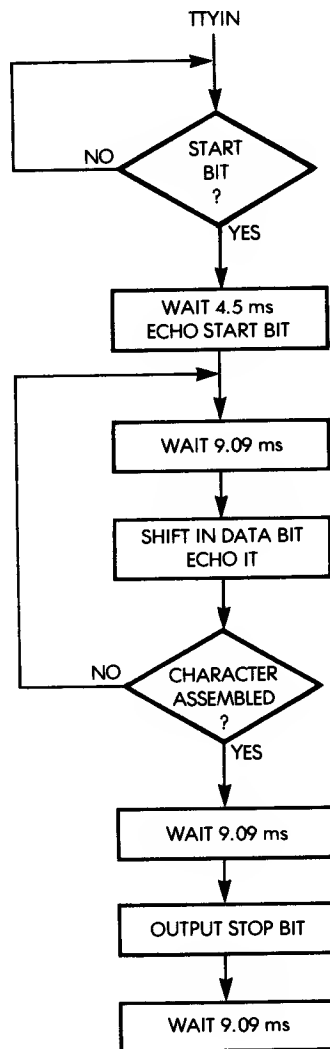 TTYIN
START
BIT
?
NO
YES
WAIT 4.5 ms
ECHO START BIT
WAIT 9.09 ms
SHIFT IN DATA BIT
ECHO IT
NO
CHARACTER
ASSEMBLED
?
YES
WAIT 9.09 ms
OUTPUT STOP BIT
WAIT 9.09 ms